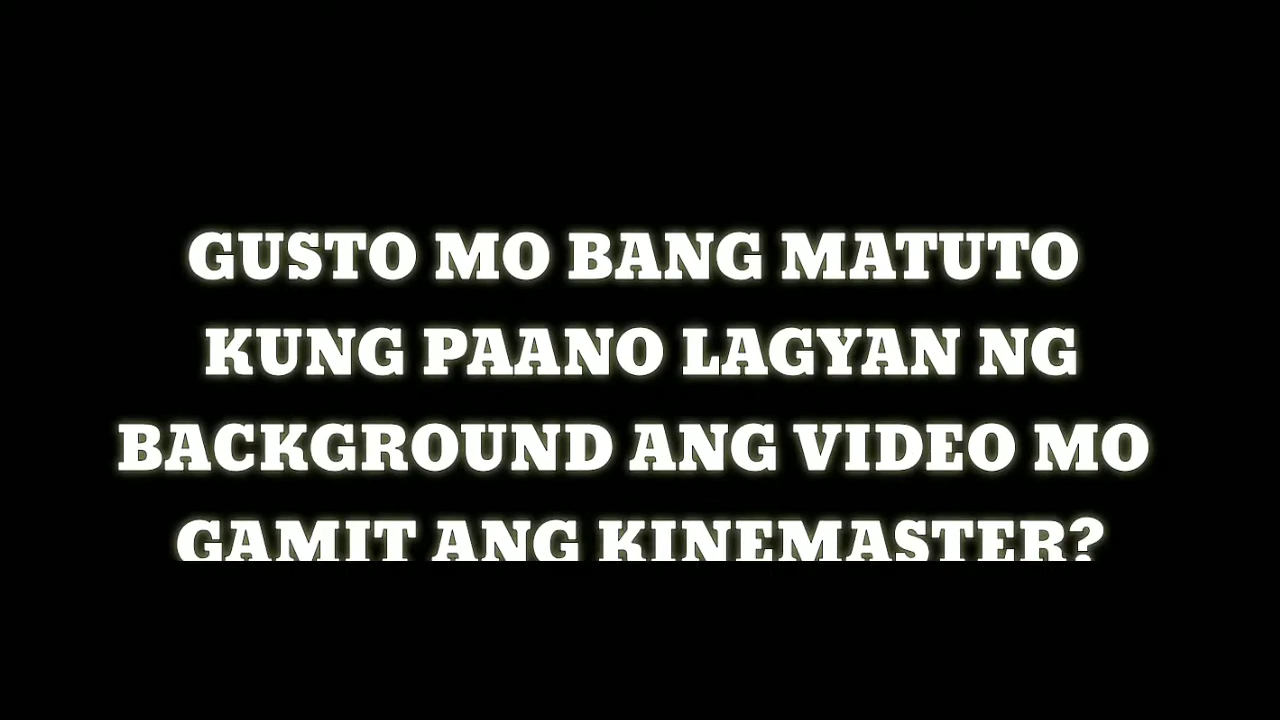 GUSTO MO BANG MATUTO
KUNG PAANO LAGYAN NG
BACKGROUND ANG VIDEO MO
GAMIT ANG KINEMASTER?